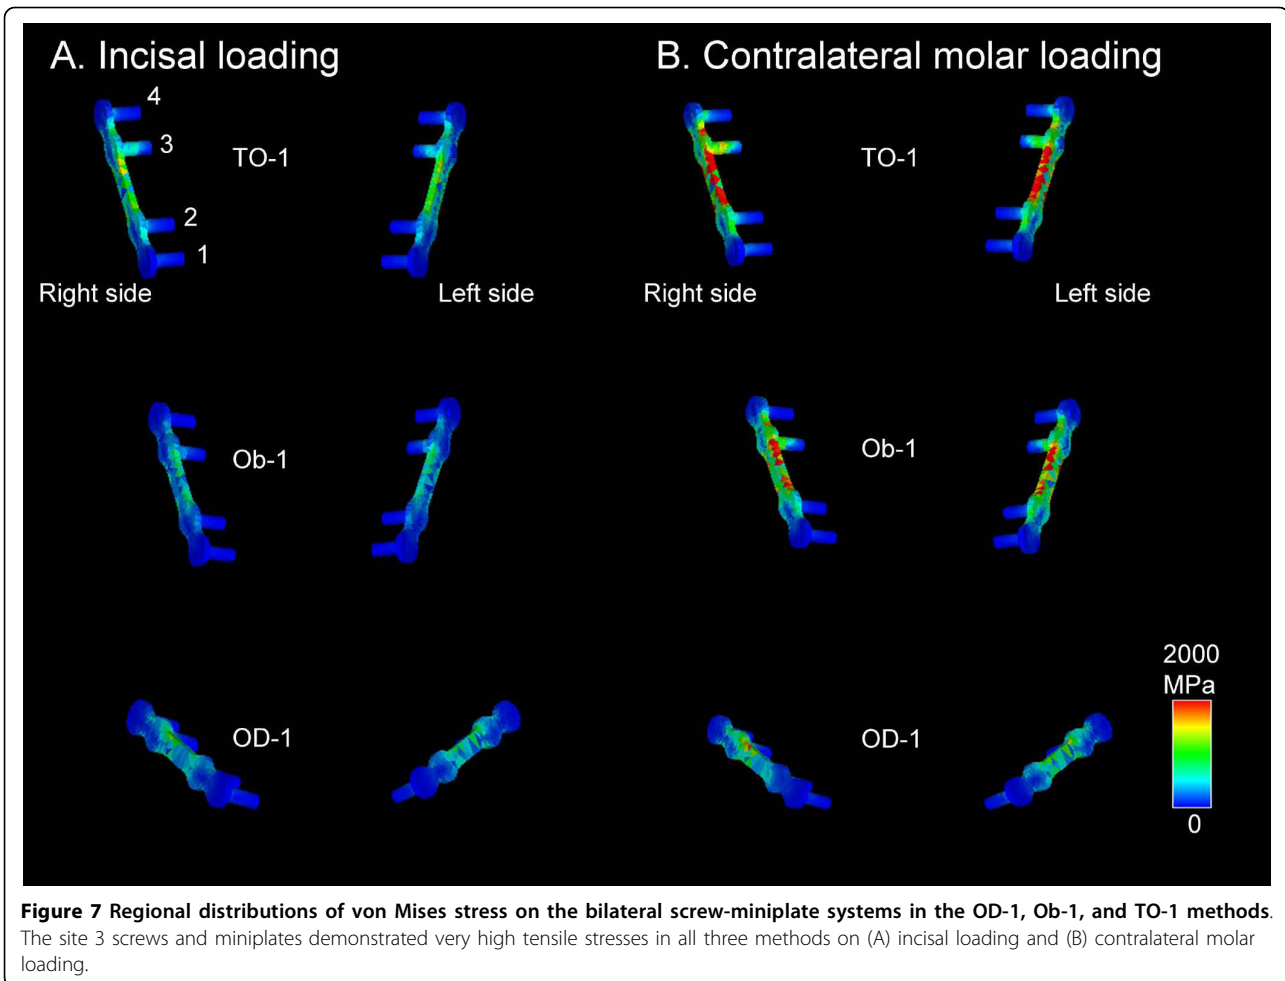 A. Incisal loading
B. Contralateral molar loading
4
3
TO-1
2
1
Right side
Left side
TO-1
Right side
Left side
Ob-1
Ob-1
OD-1
OD-1
2000
MPa
0
Figure 7 Regional distributions of von Mises stress on the bilateral screw-miniplate systems in the OD-1, Ob-1, and TO-1 methods.
The site 3 screws and miniplates demonstrated very high tensile stresses in all three methods on (A) incisal loading and (B) contralateral molar
loading.